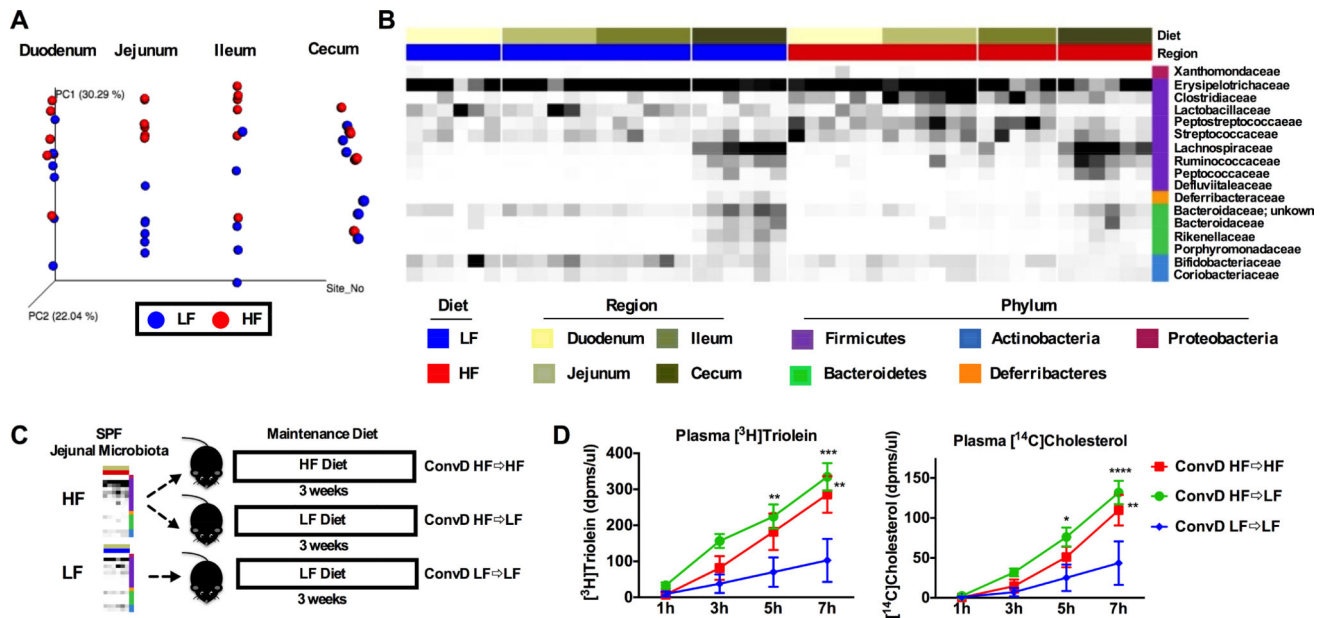 A
Duodenum Jejunum Ileum Cecum
PC1 (30.29 %)
Site_No
PC2 (22.04 %)
LF HF
B
Diet
Region
Xanthomondaceae
Erysipelotrichaceae
Clostridiaceae
Lactobacillaceae
Peptostreptococcaeae
Streptococcaceae
Lachnospiraceae
Ruminococcaceae
Peptococcaceae
Defluviitaleaceae
Deferribacteraceae
Bacteroidaceae; unkown
Bacteroidaceae
Rikenellaceae
Porphyromonadaceae
Bifidobacteriaceae
Coriobacteriaceae
Diet Region Phylum
LF Duodenum Ileum Firmicutes Actinobacteria Proteobacteria
HF Jejunum Cecum Bacteroidetes Deferribacteres
C
SPF
Jejunal Microbiota
Maintenance Diet
HF
HF Diet
3 weeks
ConvD HF⇨HF
LF Diet
3 weeks
ConvD HF⇨LF
LF
LF Diet
3 weeks
ConvD LF⇨LF
D
Plasma [³H]Triolein
[³H]Triolein (dpms/ul)
400
300
200
100
0
1h 3h 5h 7h
**
***
**
Plasma [¹⁴C]Cholesterol
[¹⁴C]Cholesterol (dpms/ul)
150
100
50
0
1h 3h 5h 7h
*
****
**
ConvD HF⇨HF
ConvD HF⇨LF
ConvD LF⇨LF